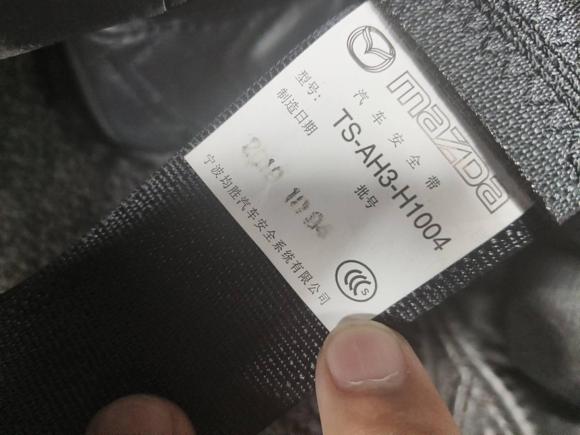 mazda
汽车安全带
型号: TS-AH3-H1004
制造日期 批号
宁波均胜汽车安全系统有限公司
CCC S